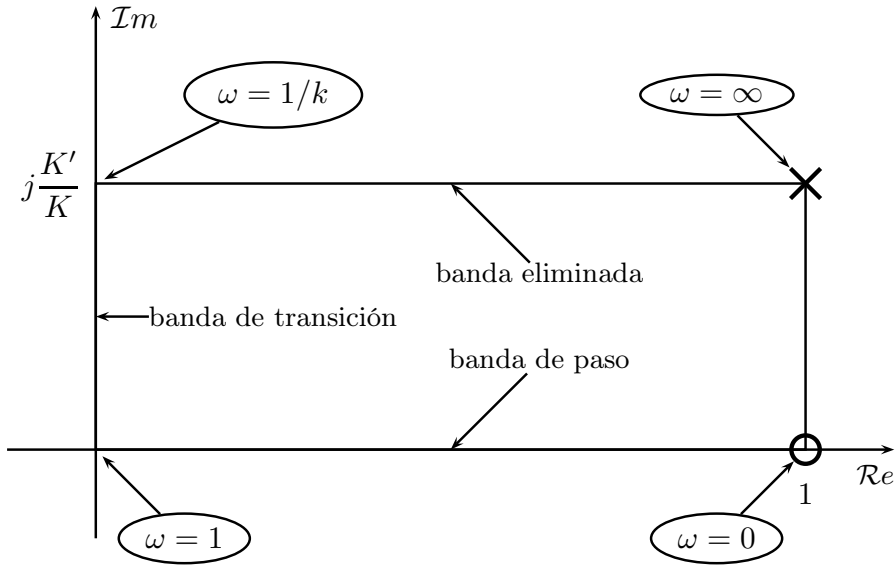 Im
ω = 1/k
ω = ∞
j K′/K
banda eliminada
banda de transición
banda de paso
Re
1
ω = 1
ω = 0